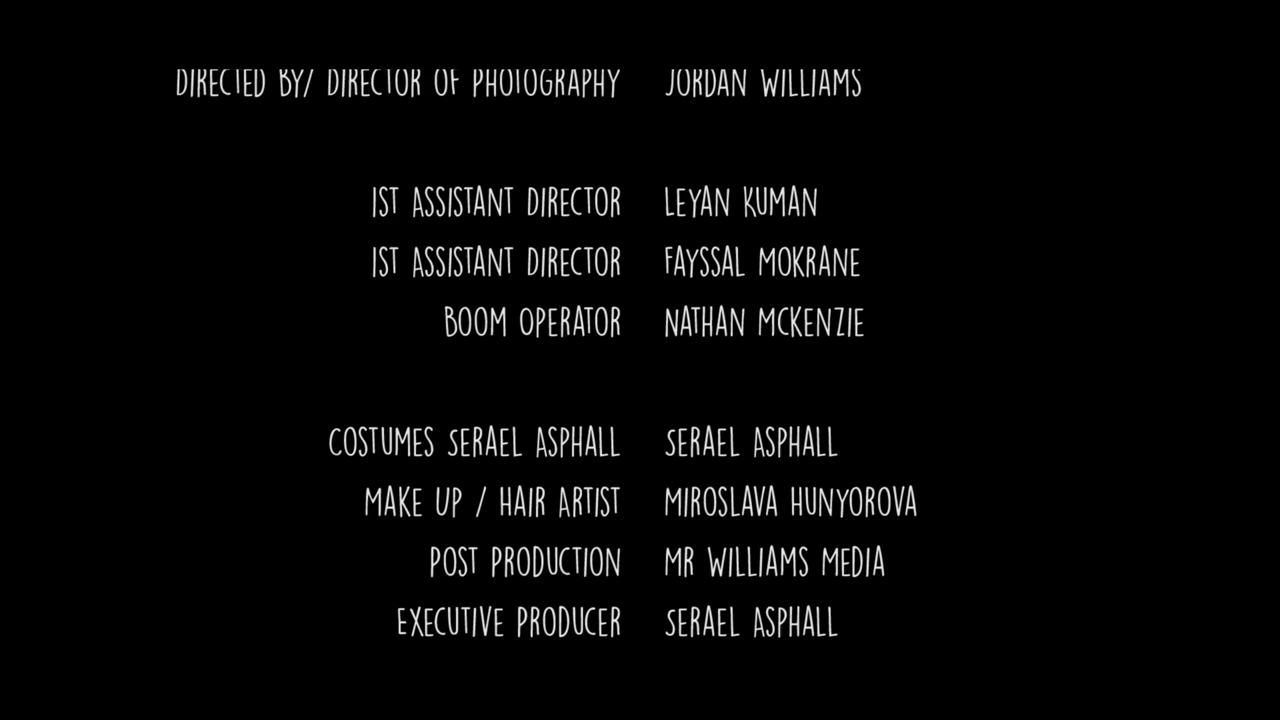 DIRECTED BY/ DIRECTOR OF PHOTOGRAPHY JORDAN WILLIAMS
1ST ASSISTANT DIRECTOR LEYAN KUMAN
1ST ASSISTANT DIRECTOR FAYSSAL MOKRANE
BOOM OPERATOR NATHAN MCKENZIE
COSTUMES SERAEL ASPHALL SERAEL ASPHALL
MAKE UP / HAIR ARTIST MIROSLAVA HUNYOROVA
POST PRODUCTION MR WILLIAMS MEDIA
EXECUTIVE PRODUCER SERAEL ASPHALL